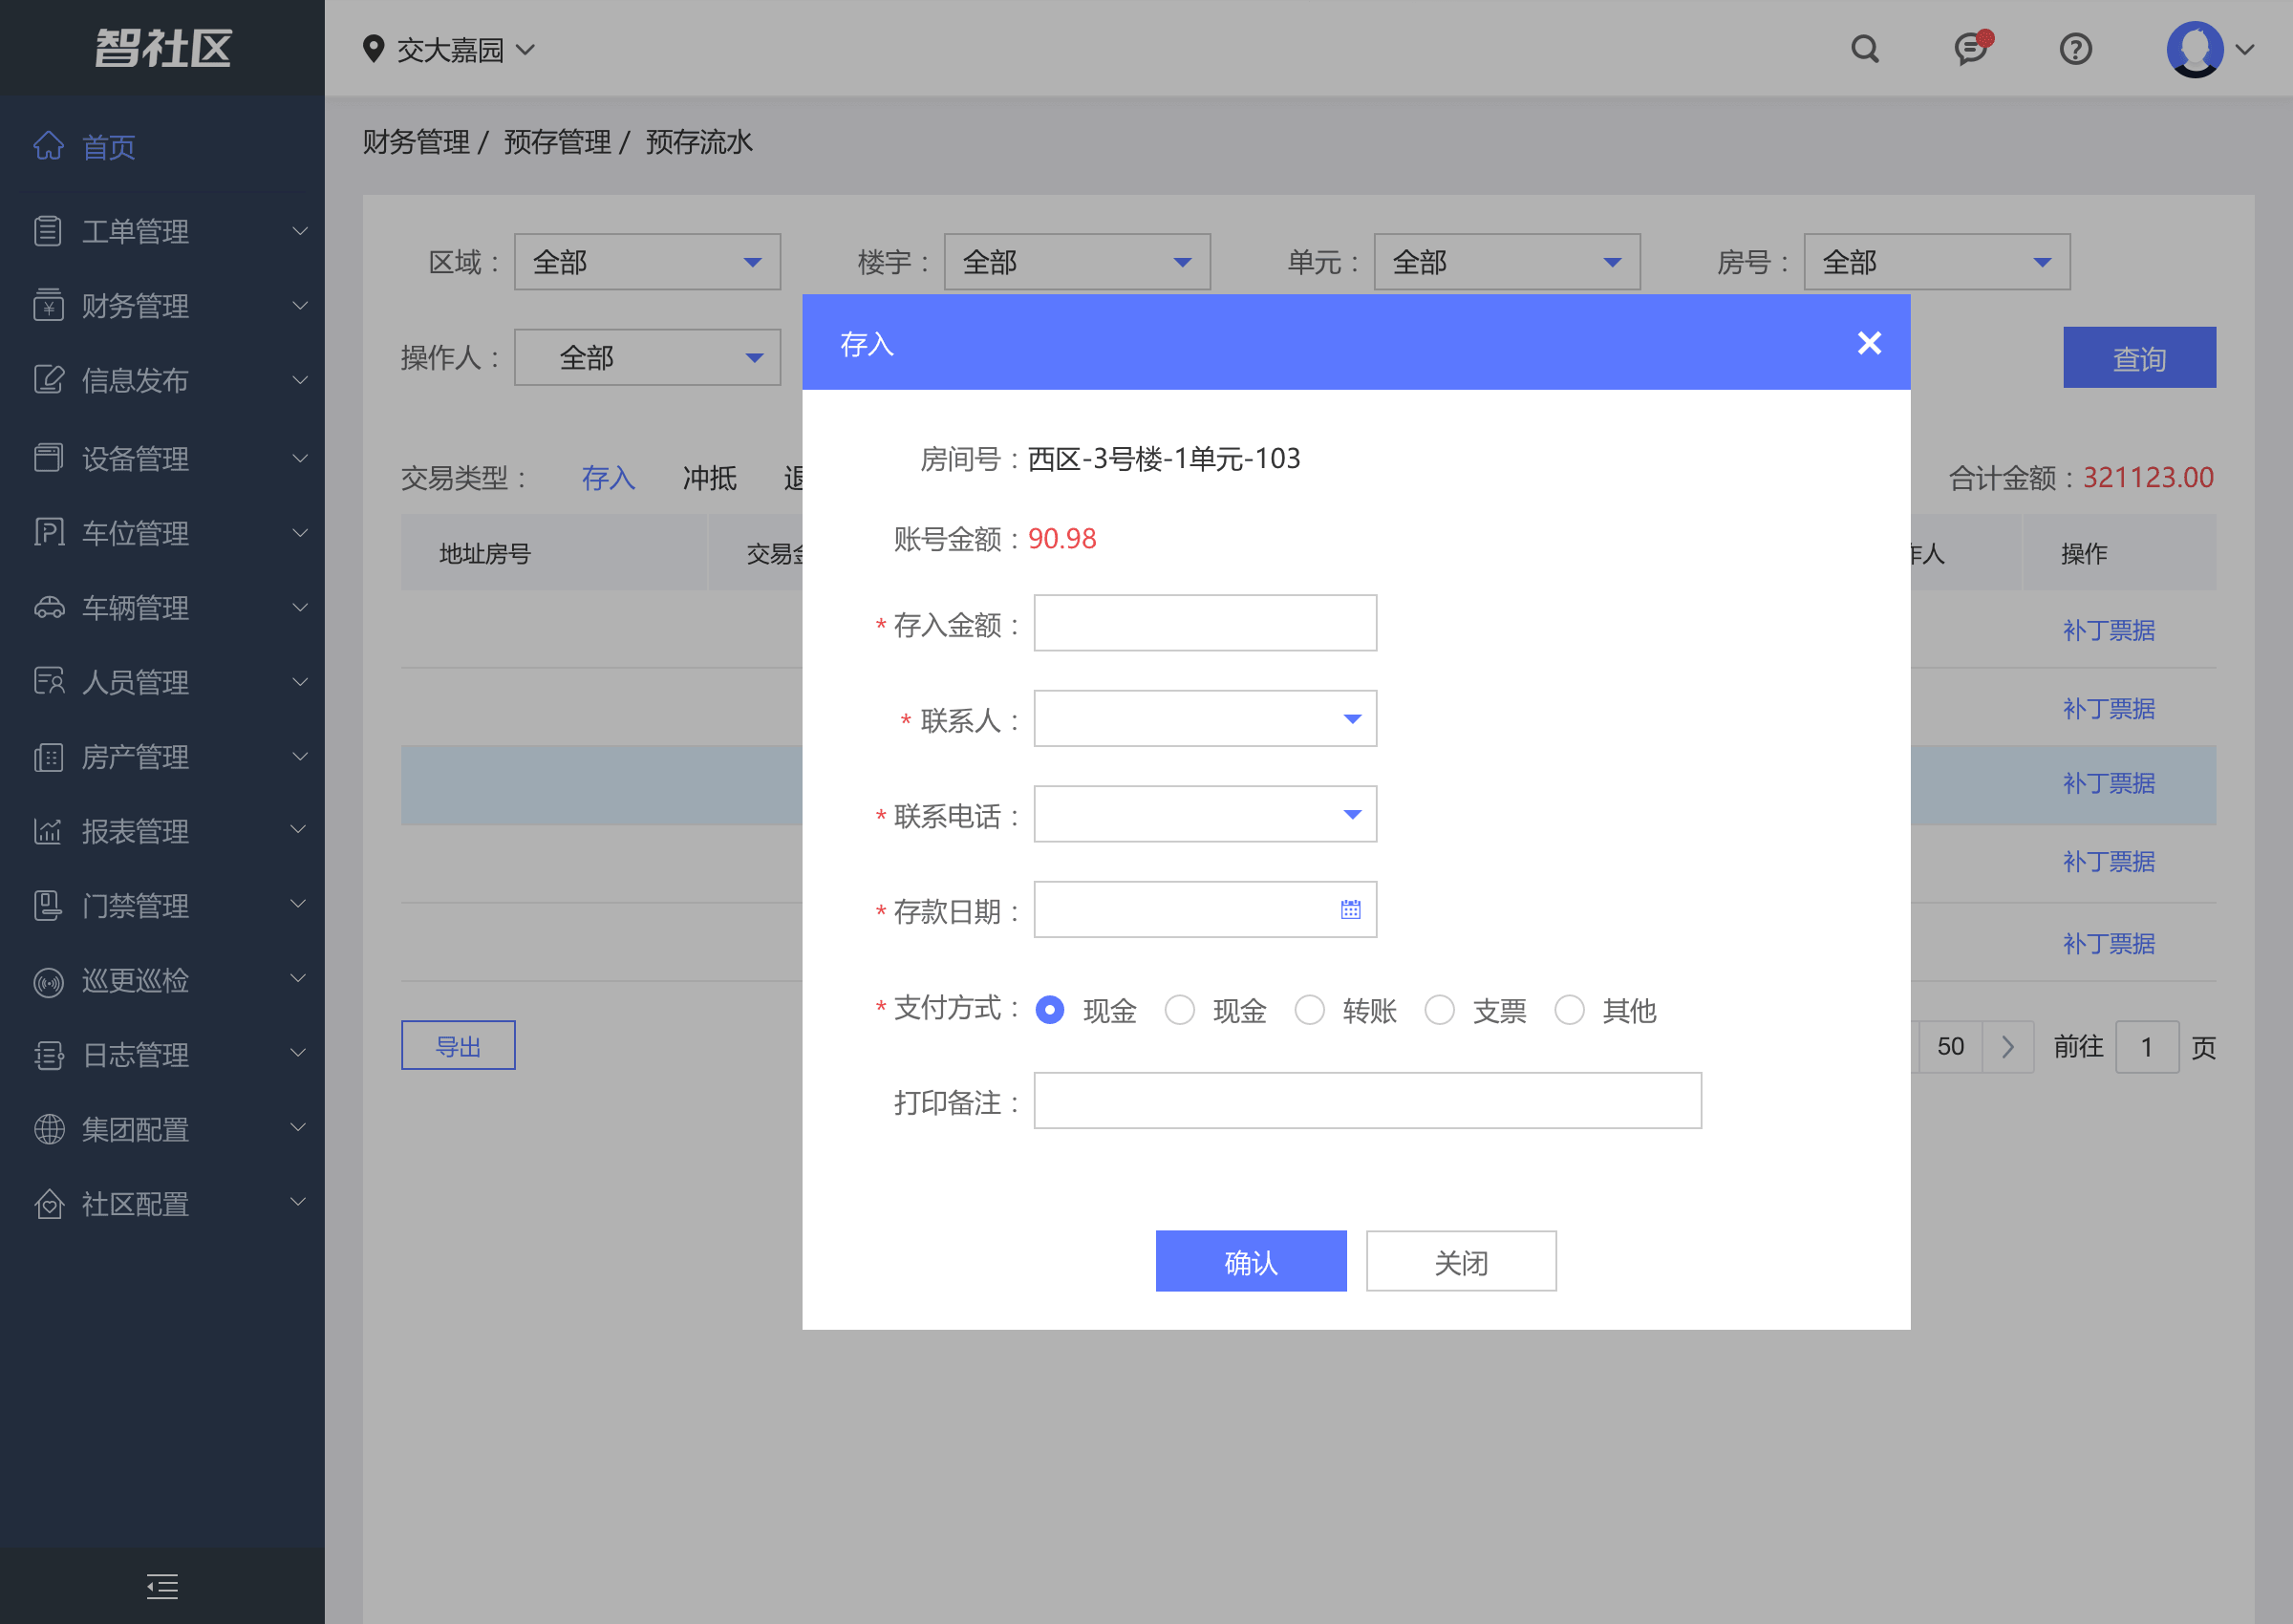 智社区
交大嘉园
首页
工单管理
财务管理
信息发布
设备管理
车位管理
车辆管理
人员管理
房产管理
报表管理
门禁管理
巡更巡检
日志管理
集团配置
社区配置
财务管理 / 预存管理 / 预存流水
区域： 全部 楼宇： 全部 单元： 全部 房号： 全部
操作人： 全部 查询
交易类型： 存入 冲抵 合计金额：321123.00
地址房号 交易 人 操作
补丁票据
补丁票据
补丁票据
补丁票据
补丁票据
导出 50 前往 1 页
存入
房间号：西区-3号楼-1单元-103
账号金额：90.98
* 存入金额：
* 联系人：
* 联系电话：
* 存款日期：
* 支付方式： 现金 现金 转账 支票 其他
打印备注：
确认 关闭